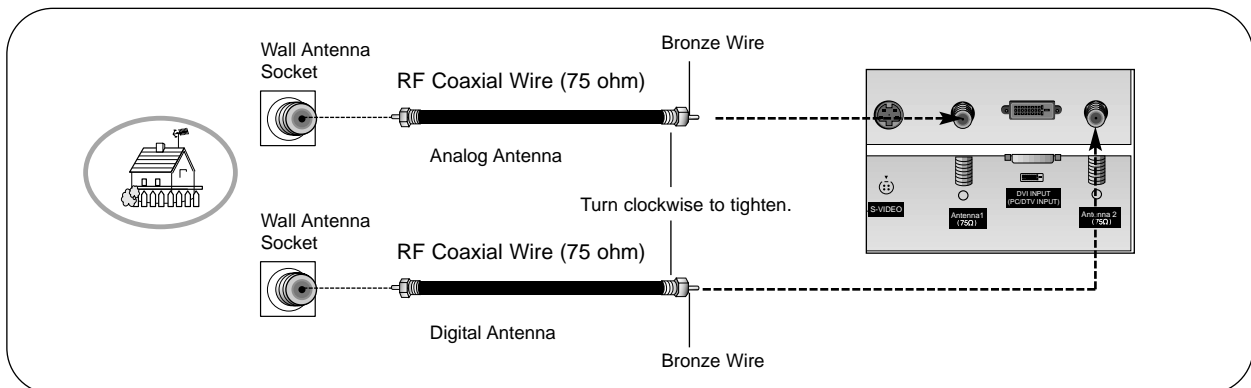 Wall Antenna
Socket
Bronze Wire
RF Coaxial Wire (75 ohm)
Analog Antenna
Turn clockwise to tighten.
Wall Antenna
Socket
RF Coaxial Wire (75 ohm)
Digital Antenna
Bronze Wire
S-VIDEO
Antenna1
(75Ω)
DVI INPUT
(PC/DTV INPUT)
Antenna 2
(75Ω)